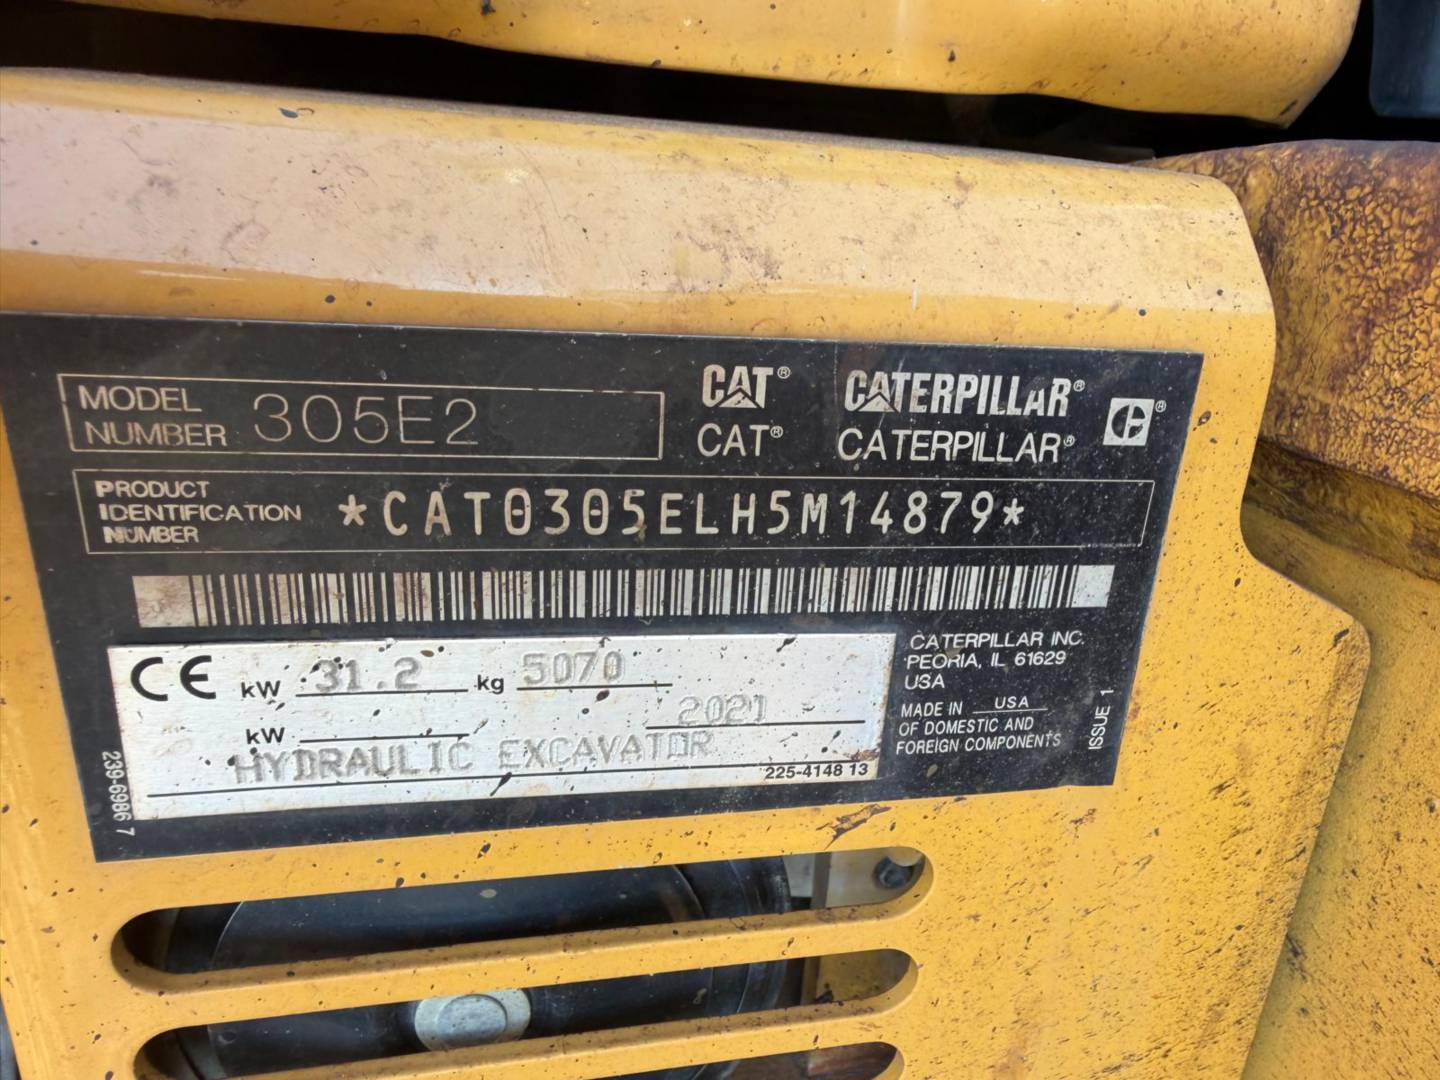 MODEL NUMBER 305E2
CAT® CATERPILLAR®
CAT® CATERPILLAR®
PRODUCT IDENTIFICATION NUMBER *CAT0305ELH5M14879*
CE kW 31.2 kg 5070
kW 2021
HYDRAULIC EXCAVATOR
225-4148 13
239-6986 7
CATERPILLAR INC.
PEORIA, IL 61629
USA
MADE IN USA
OF DOMESTIC AND
FOREIGN COMPONENTS
ISSUE 1